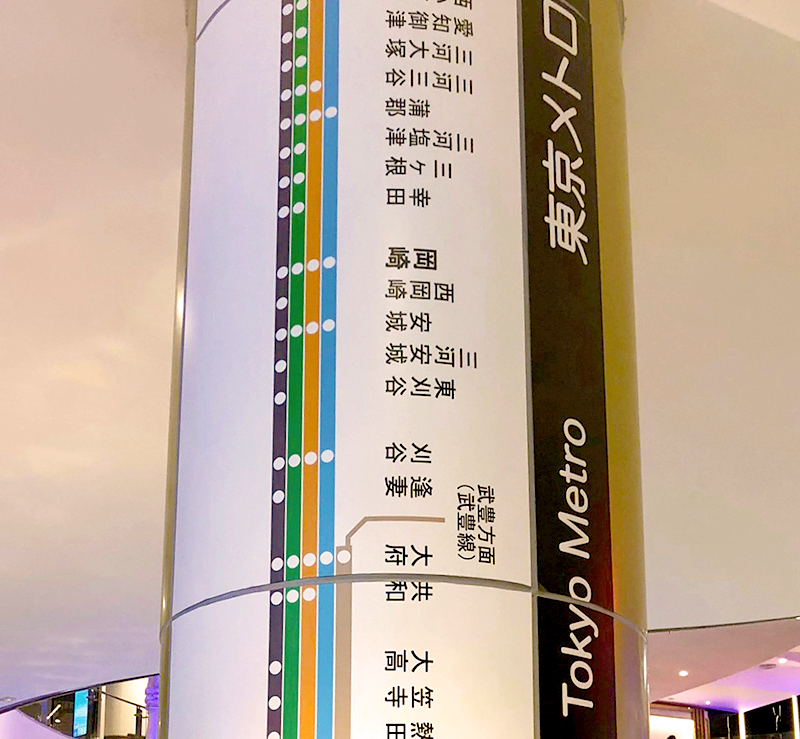 愛知御津
三河大塚
三河三谷
蒲郡
三河塩津
三ヶ根
幸田
岡崎
西岡崎
安城
三河安城
東刈谷
刈谷
逢妻
武豊方面
(武豊線)
大府
共和
大高
笠寺
熱田
東京メトロ
Tokyo Metro